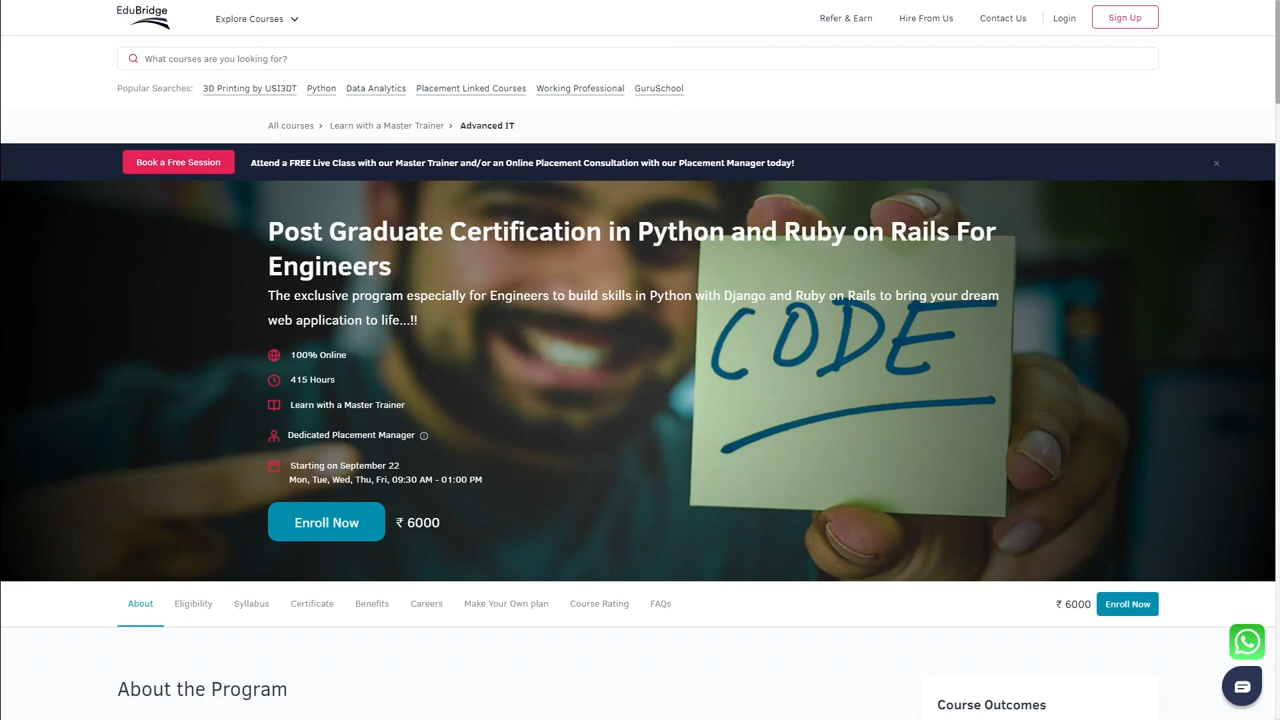 EduBridge
Explore Courses
Refer & Earn
Hire From Us
Contact Us
Login
Sign Up
What courses are you looking for?
Popular Searches: 3D Printing by USI3DT Python Data Analytics Placement Linked Courses Working Professional GuruSchool
All courses > Learn with a Master Trainer > Advanced IT
Book a Free Session
Attend a FREE Live Class with our Master Trainer and/or an Online Placement Consultation with our Placement Manager today!
×
Post Graduate Certification in Python and Ruby on Rails For
Engineers
The exclusive program especially for Engineers to build skills in Python with Django and Ruby on Rails to bring your dream
web application to life...!!
CODE
100% Online
415 Hours
Learn with a Master Trainer
Dedicated Placement Manager
Starting on September 22
Mon, Tue, Wed, Thu, Fri, 09:30 AM - 01:00 PM
Enroll Now ₹ 6000
About Eligibility Syllabus Certificate Benefits Careers Make Your Own plan Course Rating FAQs
₹ 6000 Enroll Now
About the Program
Course Outcomes